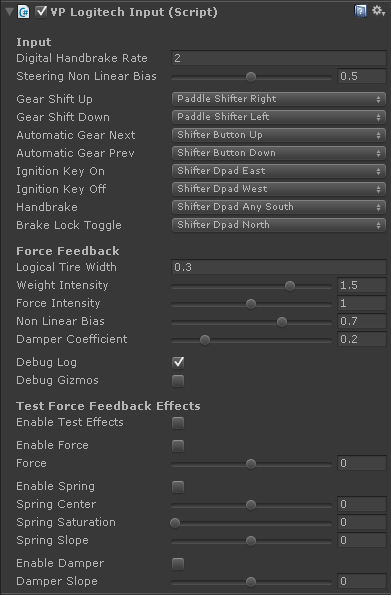 VP Logitech Input (Script)
Input
Digital Handbrake Rate 2
Steering Non Linear Bias 0.5
Gear Shift Up Paddle Shifter Right
Gear Shift Down Paddle Shifter Left
Automatic Gear Next Shifter Button Up
Automatic Gear Prev Shifter Button Down
Ignition Key On Shifter Dpad East
Ignition Key Off Shifter Dpad West
Handbrake Shifter Dpad Any South
Brake Lock Toggle Shifter Dpad North
Force Feedback
Logical Tire Width 0.3
Weight Intensity 1.5
Force Intensity 1
Non Linear Bias 0.7
Damper Coefficient 0.2
Debug Log
Debug Gizmos
Test Force Feedback Effects
Enable Test Effects
Enable Force
Force 0
Enable Spring
Spring Center 0
Spring Saturation 0
Spring Slope 0
Enable Damper
Damper Slope 0